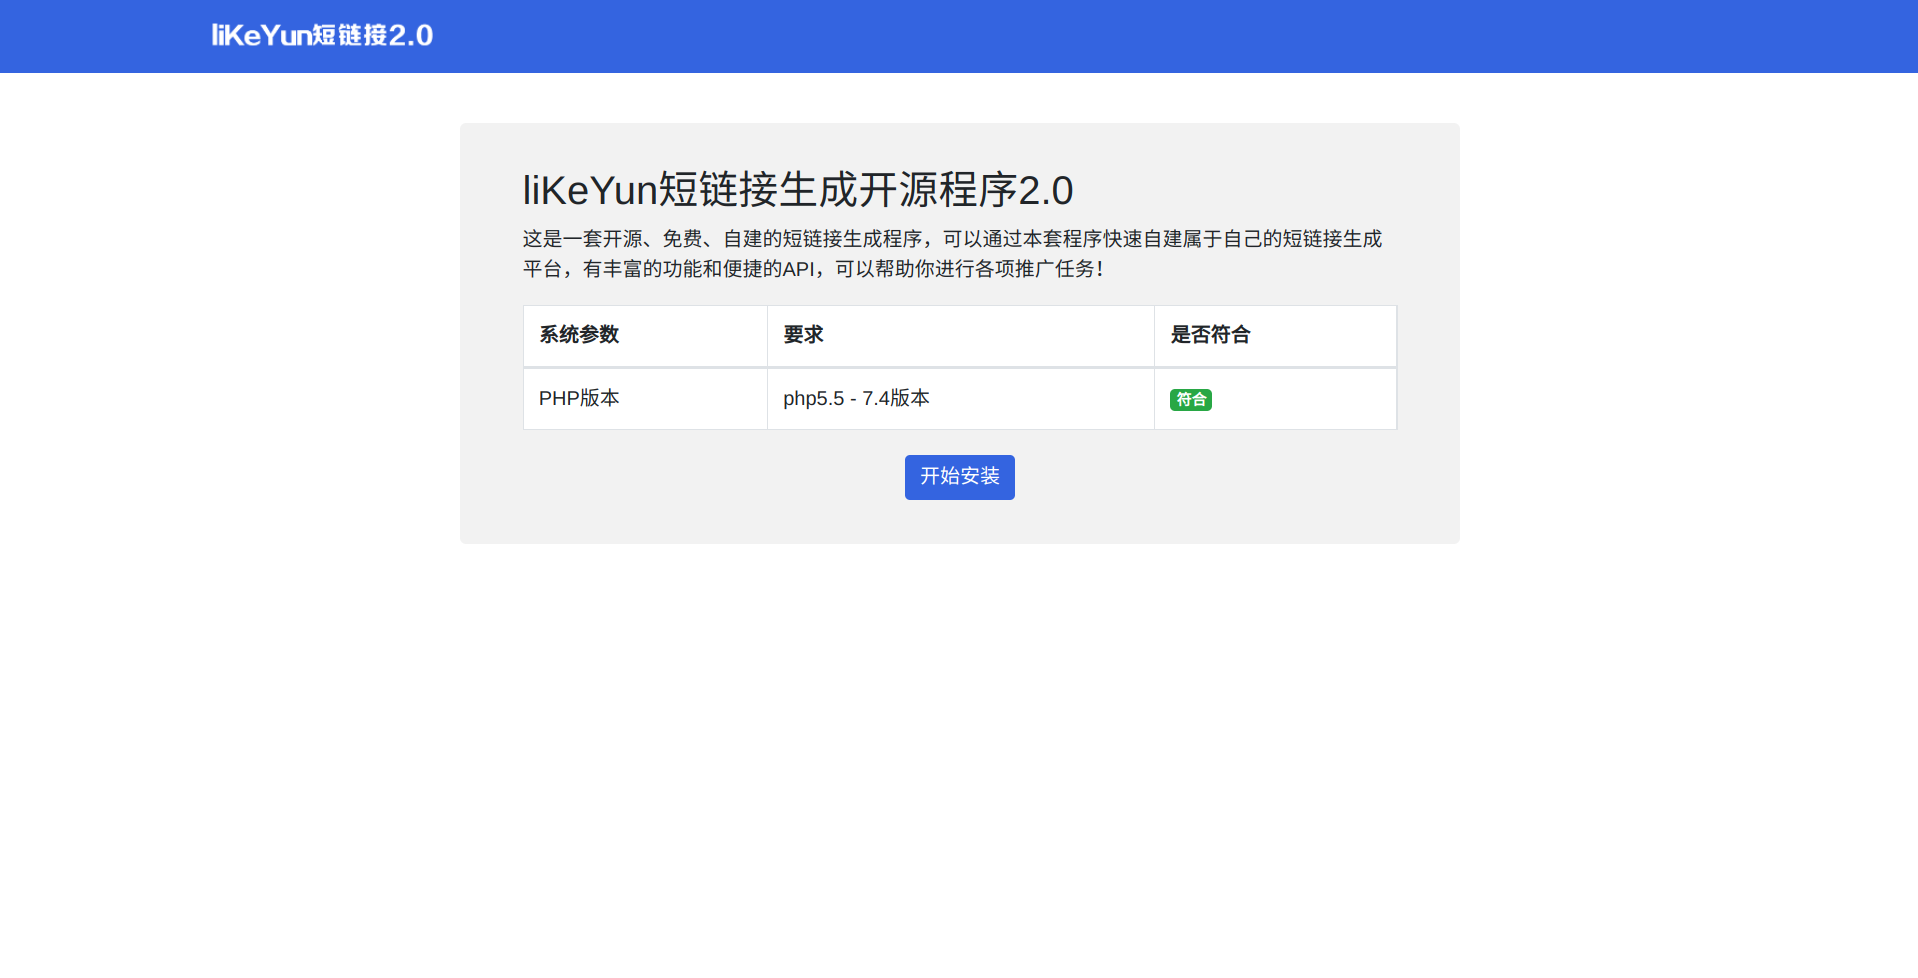 liKeYun短链接2.0
liKeYun短链接生成开源程序2.0
这是一套开源、免费、自建的短链接生成程序，可以通过本套程序快速自建属于自己的短链接生成
平台，有丰富的功能和便捷的API，可以帮助你进行各项推广任务！
系统参数 要求 是否符合
PHP版本 php5.5 - 7.4版本 符合
开始安装